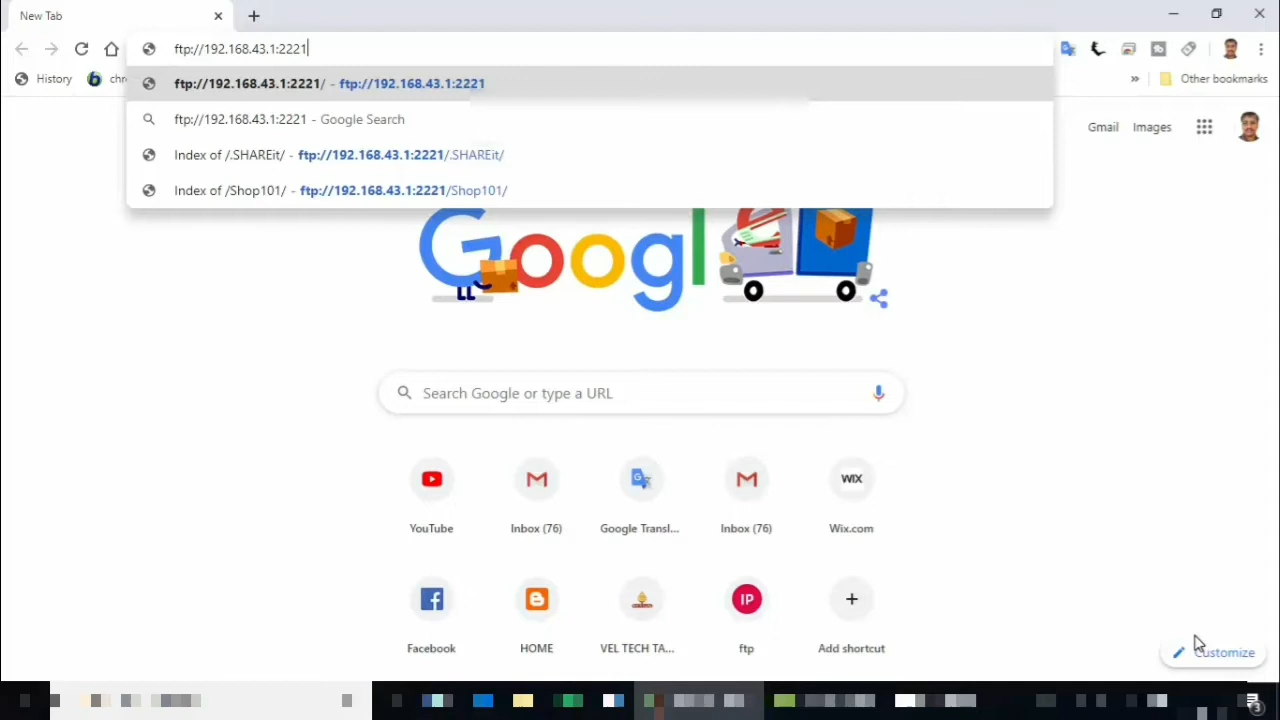 New Tab
ftp://192.168.43.1:2221
History
chr
Other bookmarks
ftp://192.168.43.1:2221/ - ftp://192.168.43.1:2221
ftp://192.168.43.1:2221 - Google Search
Index of /.SHAREit/ - ftp://192.168.43.1:2221/.SHAREit/
Index of /Shop101/ - ftp://192.168.43.1:2221/Shop101/
Gmail Images
Googl
Search Google or type a URL
WIX
YouTube
Inbox (76)
Google Transl...
Inbox (76)
Wix.com
IP
Facebook
HOME
VEL TECH TA...
ftp
Add shortcut
Customize
3